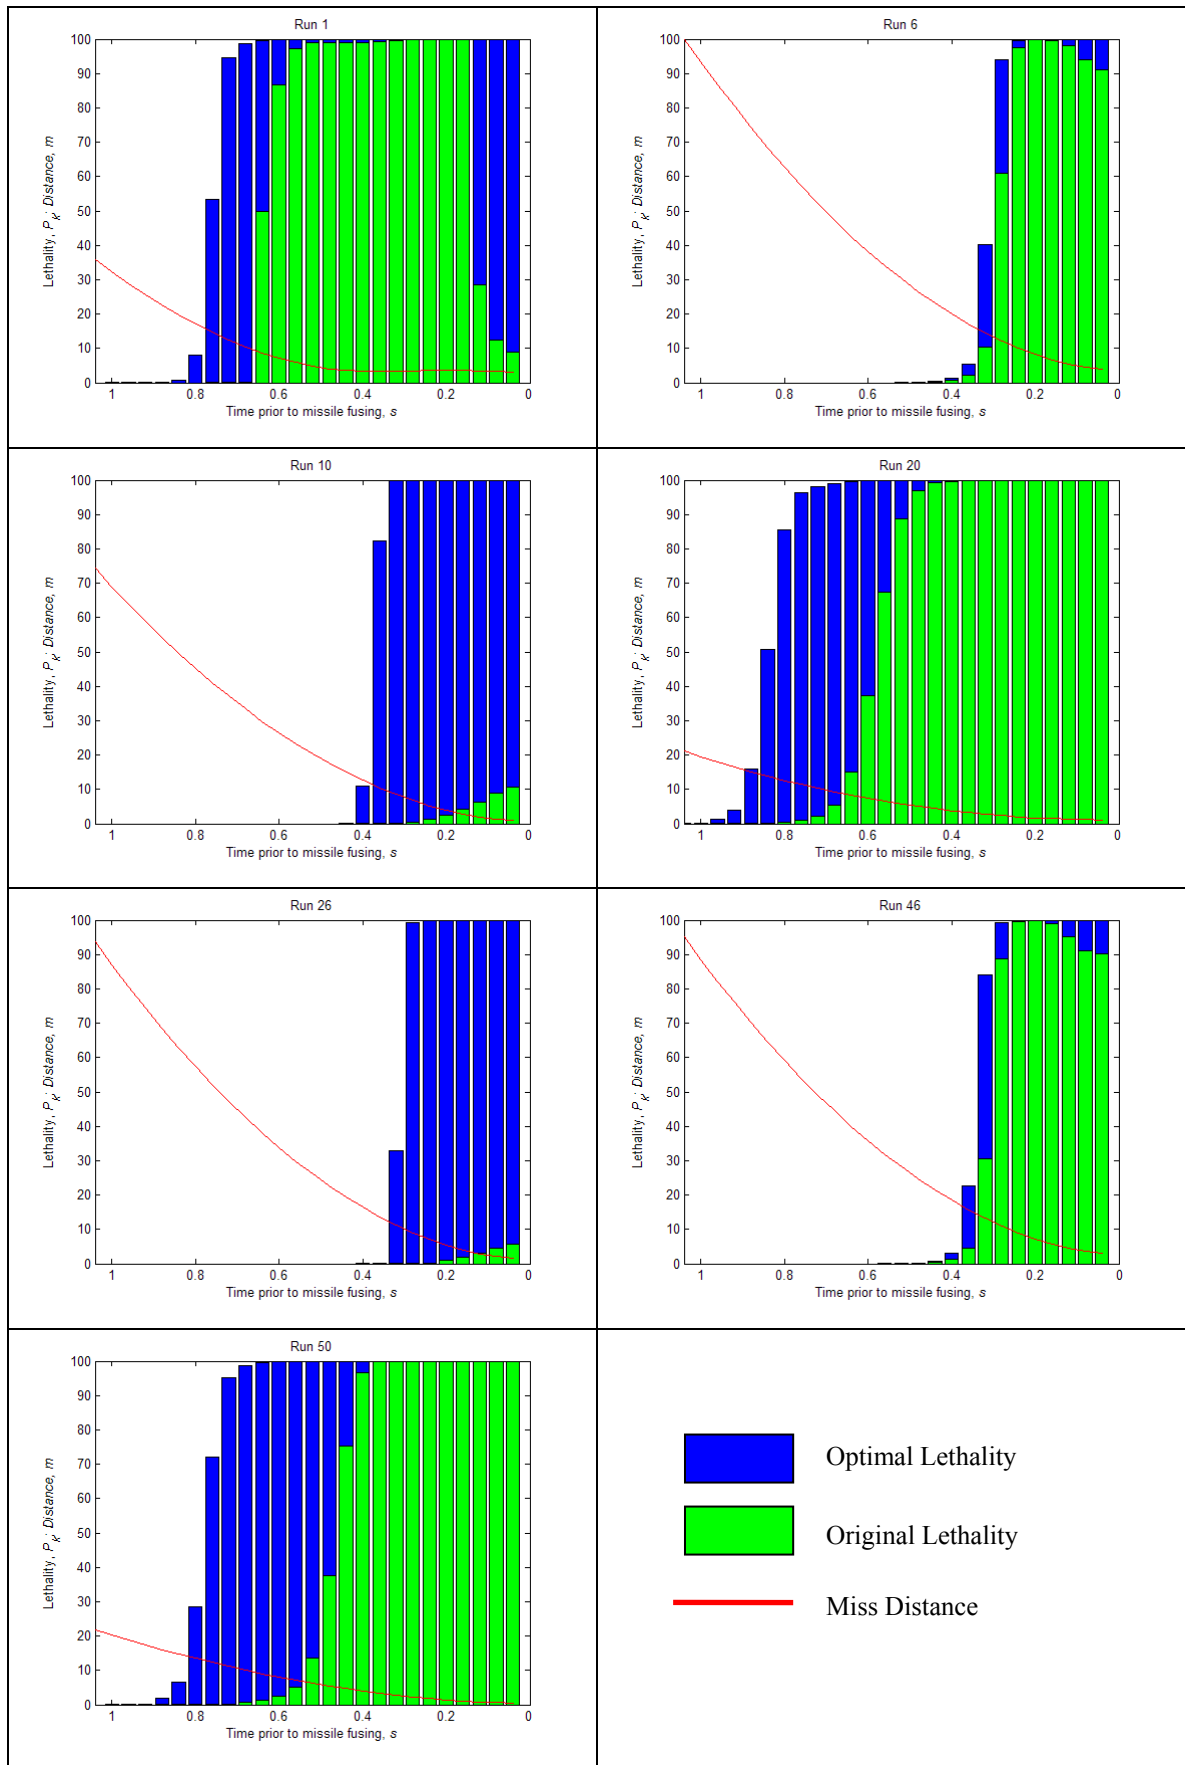 Run 1
100
90
80
70
60
50
40
30
20
10
0
Lethality, P_K; Distance, m
1 0.8 0.6 0.4 0.2 0
Time prior to missile fusing, s
Run 6
100
90
80
70
60
50
40
30
20
10
0
Lethality, P_K; Distance, m
1 0.8 0.6 0.4 0.2 0
Time prior to missile fusing, s
Run 10
100
90
80
70
60
50
40
30
20
10
0
Lethality, P_K; Distance, m
1 0.8 0.6 0.4 0.2 0
Time prior to missile fusing, s
Run 20
100
90
80
70
60
50
40
30
20
10
0
Lethality, P_K; Distance, m
1 0.8 0.6 0.4 0.2 0
Time prior to missile fusing, s
Run 26
100
90
80
70
60
50
40
30
20
10
0
Lethality, P_K; Distance, m
1 0.8 0.6 0.4 0.2 0
Time prior to missile fusing, s
Run 46
100
90
80
70
60
50
40
30
20
10
0
Lethality, P_K; Distance, m
1 0.8 0.6 0.4 0.2 0
Time prior to missile fusing, s
Run 50
100
90
80
70
60
50
40
30
20
10
0
Lethality, P_K; Distance, m
1 0.8 0.6 0.4 0.2 0
Time prior to missile fusing, s
Optimal Lethality
Original Lethality
Miss Distance